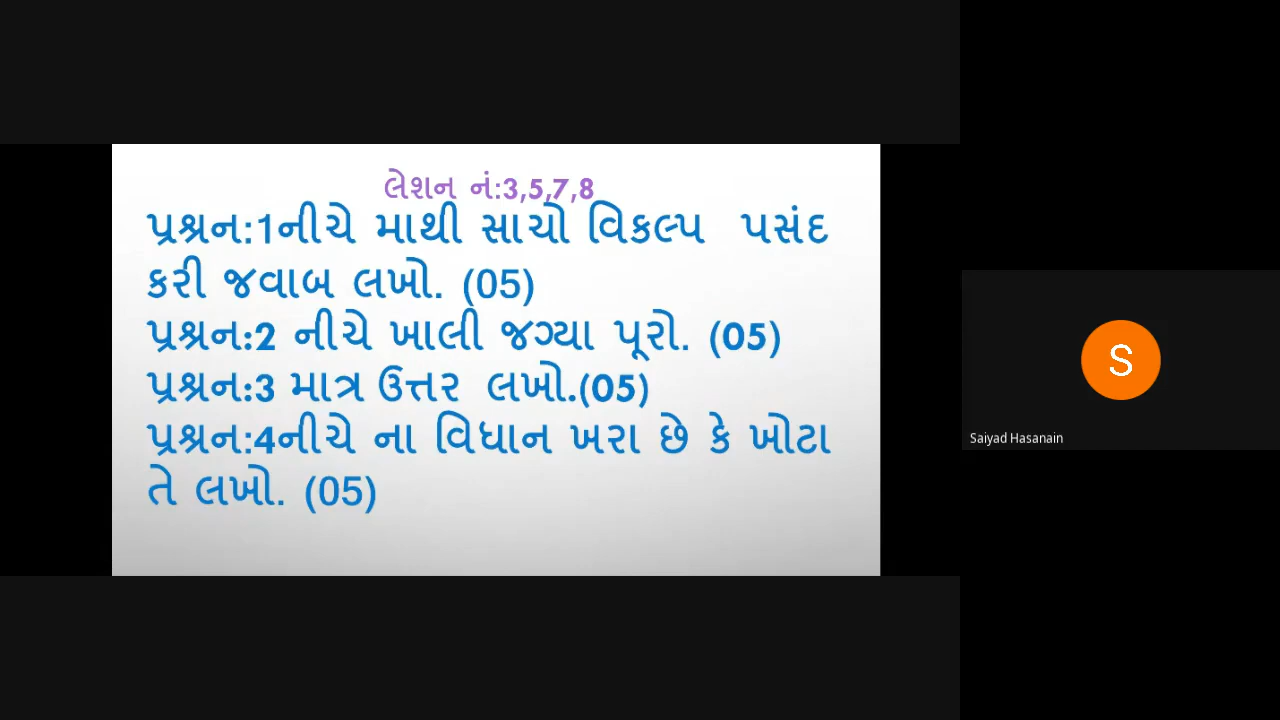 લેશન નં:3,5,7,8
પ્રશ્રન:1નીચે માથી સાચો વિકલ્પ પસંદ
કરી જવાબ લખો. (05)
પ્રશ્રન:2 નીચે ખાલી જગ્યા પૂરો. (05)
પ્રશ્રન:3 માત્ર ઉત્તર લખો.(05)
પ્રશ્રન:4નીચે ના વિધાન ખરા છે કે ખોટા
તે લખો. (05)
S
Saiyad Hasanain